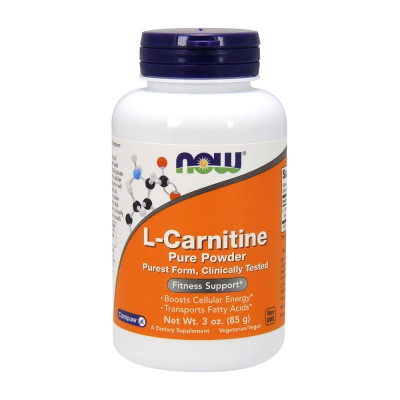 now
L-Carnitine
Pure Powder
Purest Form, Clinically Tested
Fitness Support*
• Boosts Cellular Energy*
• Transports Fatty Acids*
Net Wt. 3 oz. (85 g)
A Dietary Supplement Vegetarian/Vegan
Carnipure
Non-
GMO